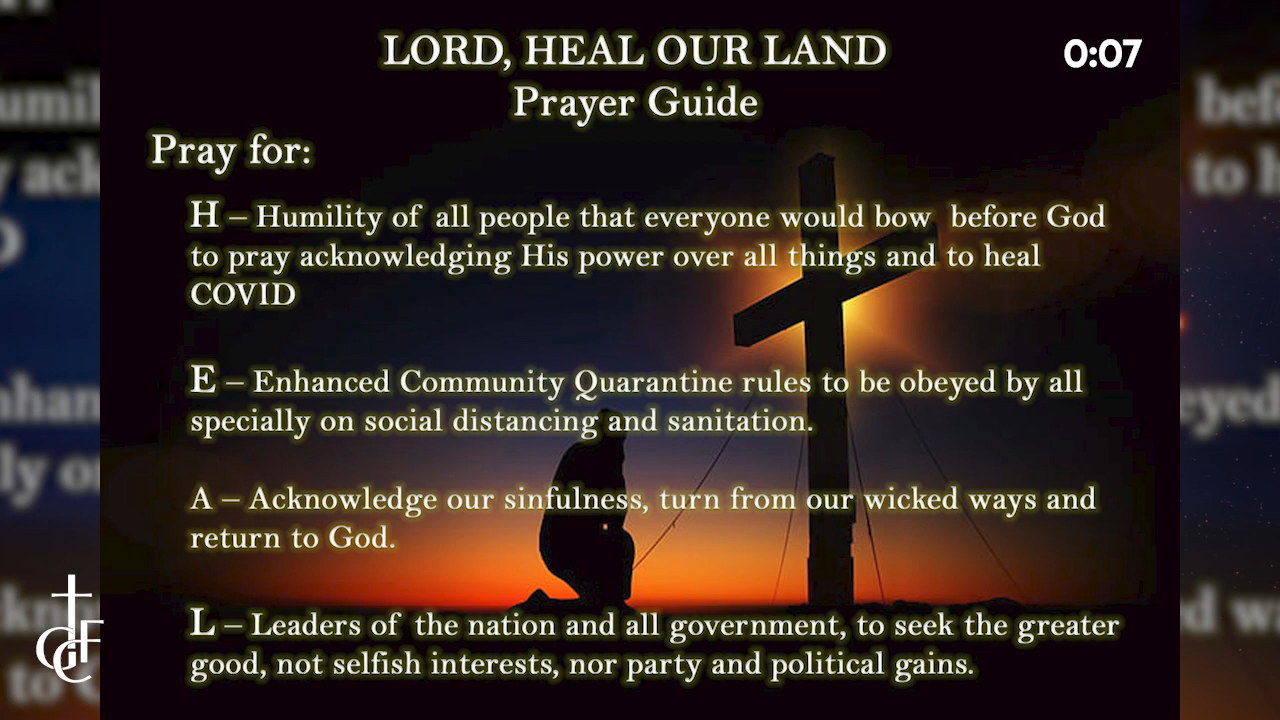 LORD, HEAL OUR LAND
0:07
Prayer Guide
Pray for:
H – Humility of all people that everyone would bow before God
to pray acknowledging His power over all things and to heal
COVID
E – Enhanced Community Quarantine rules to be obeyed by all
specially on social distancing and sanitation.
A – Acknowledge our sinfulness, turn from our wicked ways and
return to God.
L – Leaders of the nation and all government, to seek the greater
good, not selfish interests, nor party and political gains.